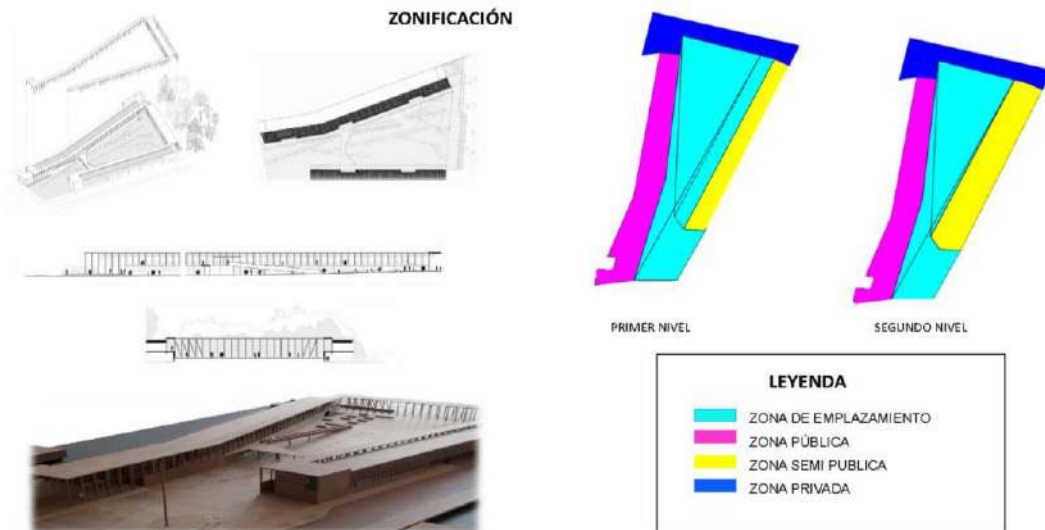 ZONIFICACIÓN
PRIMER NIVEL
SEGUNDO NIVEL
LEYENDA
ZONA DE EMPLAZAMIENTO
ZONA PÚBLICA
ZONA SEMI PUBLICA
ZONA PRIVADA